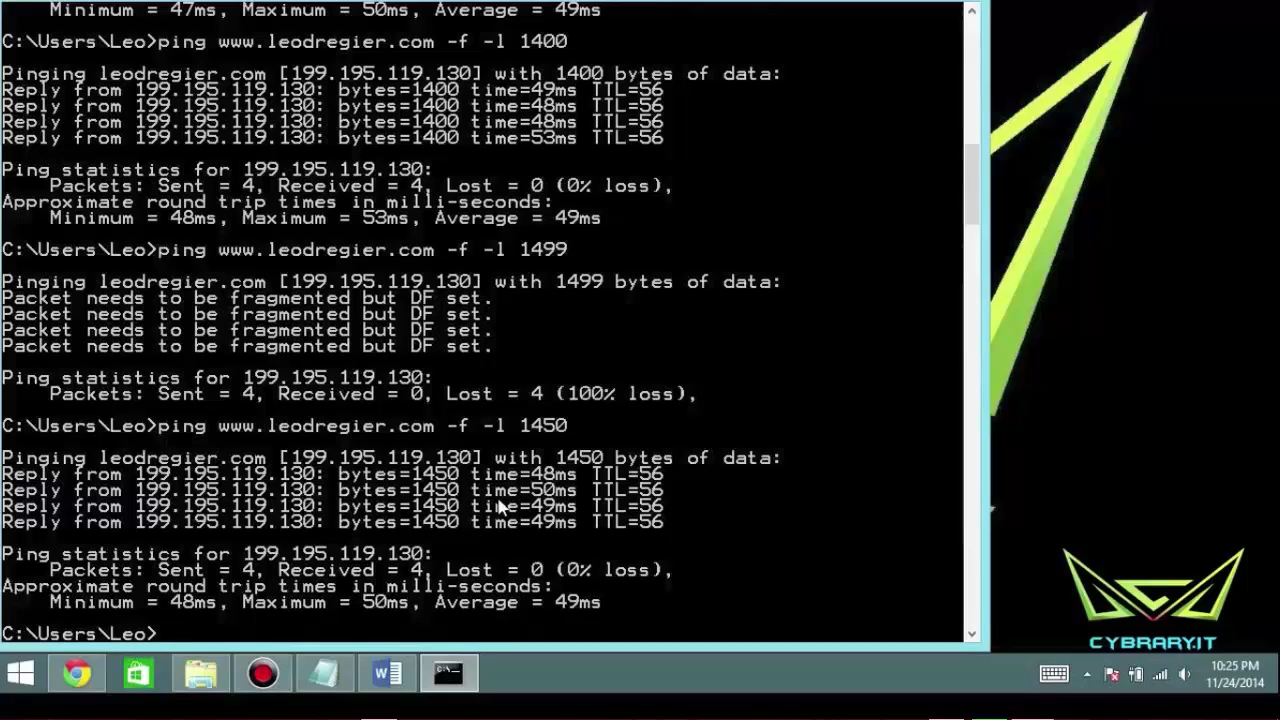 Minimum = 47ms, Maximum = 50ms, Average = 49ms
C:\Users\Leo>ping www.leodregier.com -f -l 1400
Pinging leodregier.com [199.195.119.130] with 1400 bytes of data:
Reply from 199.195.119.130: bytes=1400 time=49ms TTL=56
Reply from 199.195.119.130: bytes=1400 time=48ms TTL=56
Reply from 199.195.119.130: bytes=1400 time=48ms TTL=56
Reply from 199.195.119.130: bytes=1400 time=53ms TTL=56
Ping statistics for 199.195.119.130:
Packets: Sent = 4, Received = 4, Lost = 0 (0% loss),
Approximate round trip times in milli-seconds:
Minimum = 48ms, Maximum = 53ms, Average = 49ms
C:\Users\Leo>ping www.leodregier.com -f -l 1499
Pinging leodregier.com [199.195.119.130] with 1499 bytes of data:
Packet needs to be fragmented but DF set.
Packet needs to be fragmented but DF set.
Packet needs to be fragmented but DF set.
Packet needs to be fragmented but DF set.
Ping statistics for 199.195.119.130:
Packets: Sent = 4, Received = 0, Lost = 4 (100% loss),
C:\Users\Leo>ping www.leodregier.com -f -l 1450
Pinging leodregier.com [199.195.119.130] with 1450 bytes of data:
Reply from 199.195.119.130: bytes=1450 time=48ms TTL=56
Reply from 199.195.119.130: bytes=1450 time=50ms TTL=56
Reply from 199.195.119.130: bytes=1450 time=49ms TTL=56
Reply from 199.195.119.130: bytes=1450 time=49ms TTL=56
Ping statistics for 199.195.119.130:
Packets: Sent = 4, Received = 4, Lost = 0 (0% loss),
Approximate round trip times in milli-seconds:
Minimum = 48ms, Maximum = 50ms, Average = 49ms
C:\Users\Leo>
CYBRARY.IT
10:25 PM
11/24/2014